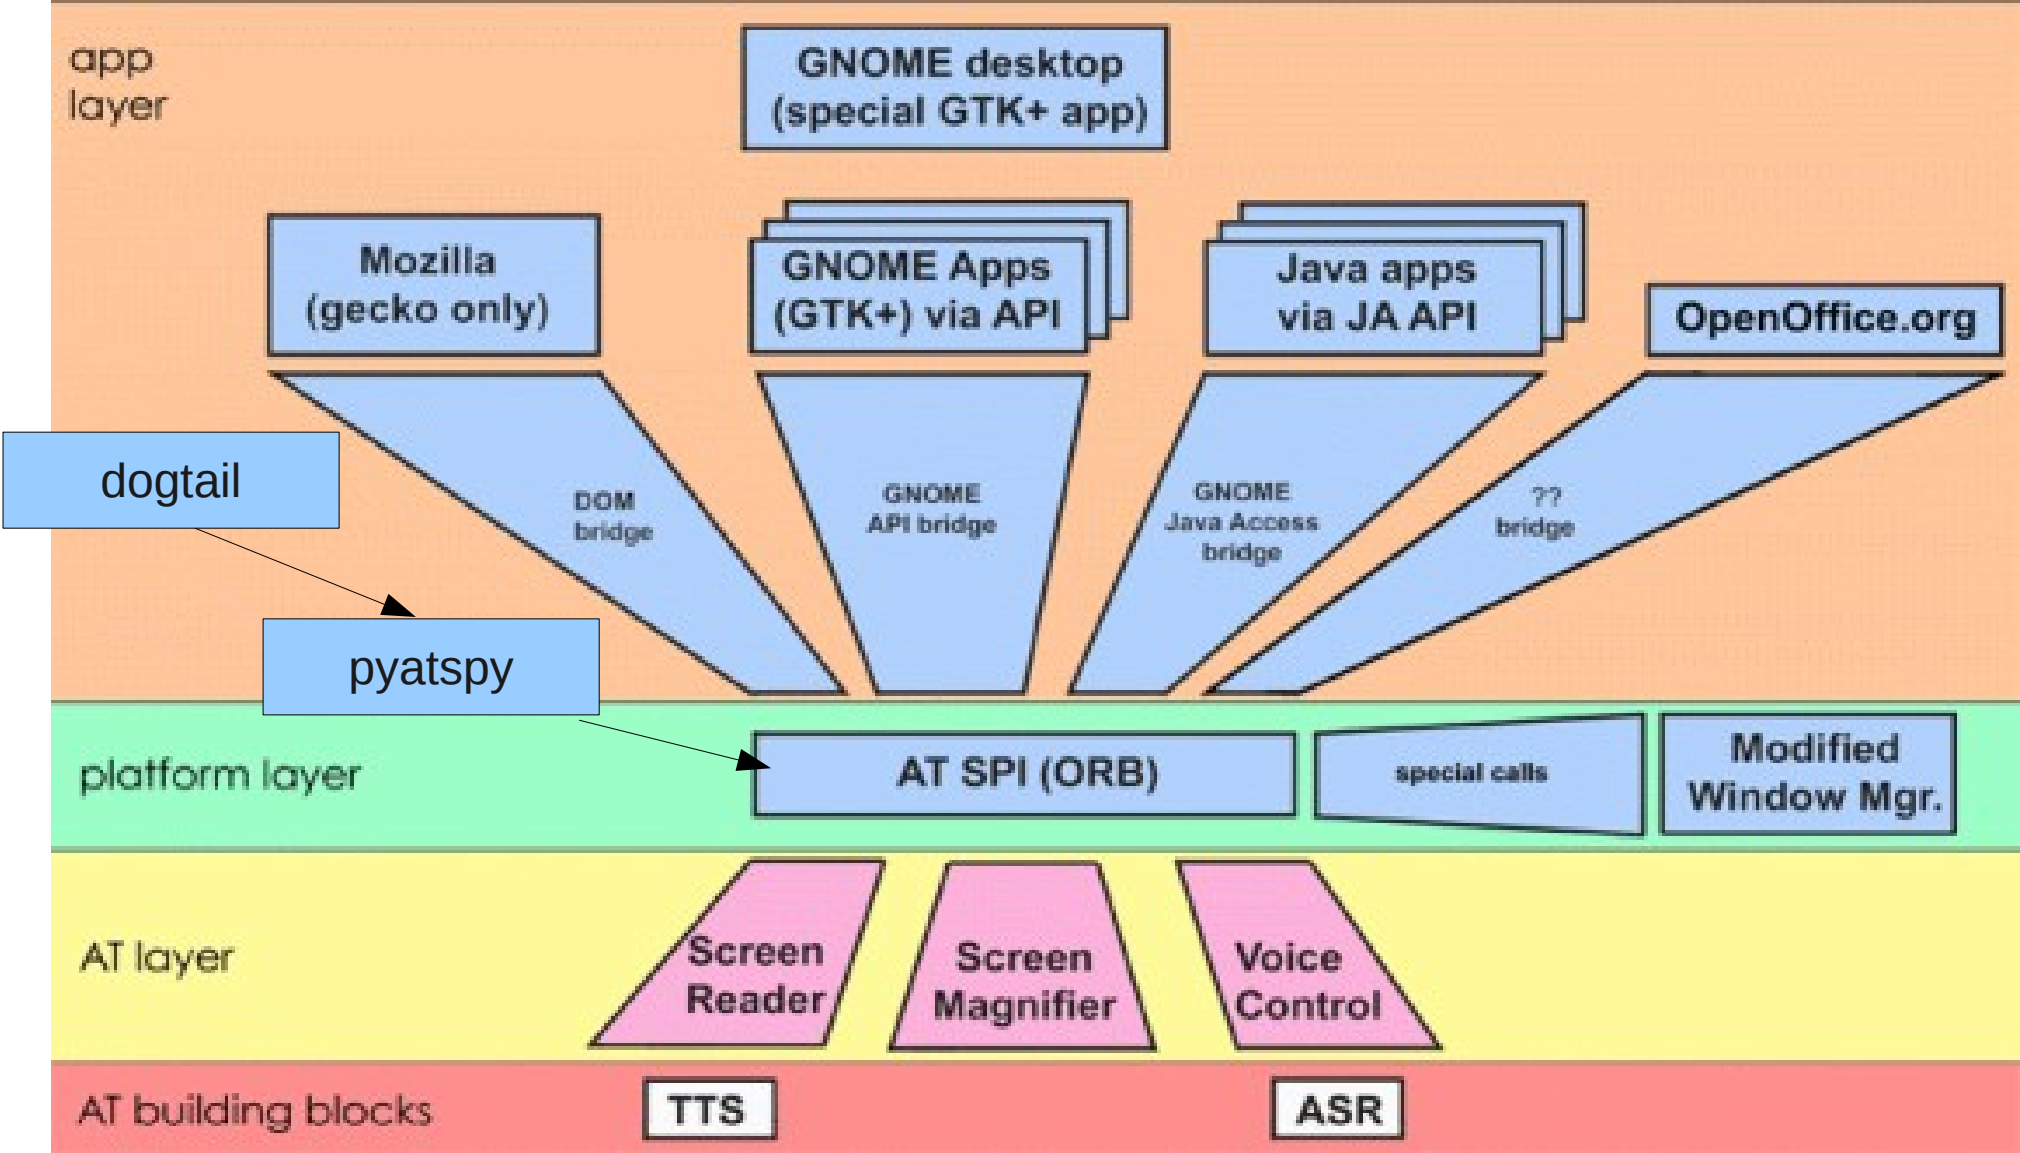 app
layer
GNOME desktop
(special GTK+ app)
Mozilla
(gecko only)
GNOME Apps
(GTK+) via API
Java apps
via JA API
OpenOffice.org
dogtail
DOM
bridge
GNOME
API bridge
GNOME
Java Access
bridge
??
bridge
pyatspy
platform layer
AT SPI (ORB)
special calls
Modified
Window Mgr.
AT layer
Screen
Reader
Screen
Magnifier
Voice
Control
AT building blocks
TTS
ASR